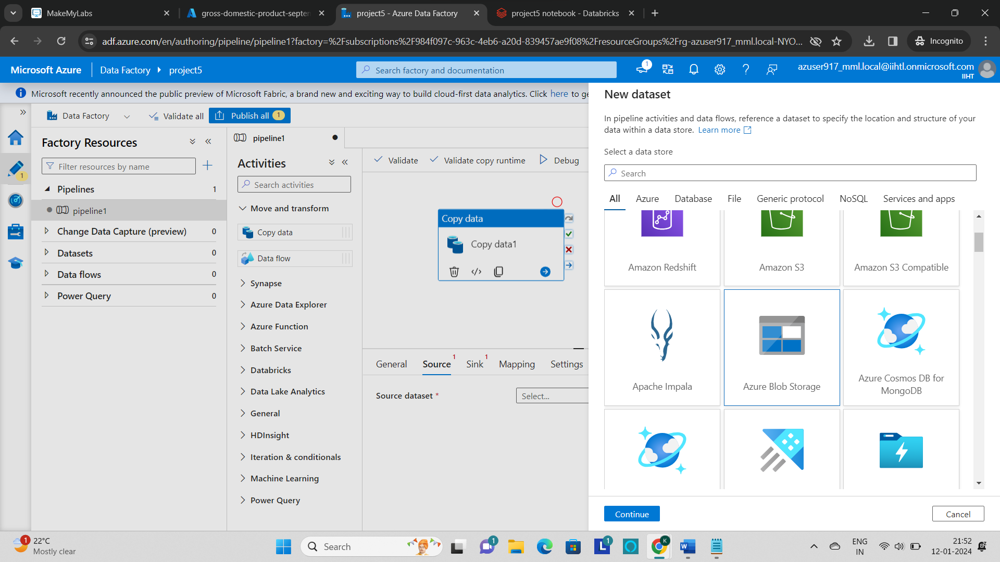 MakeMyLabs
gross-domestic-product-septem
project5 - Azure Data Factory
project5 notebook - Databricks
adf.azure.com/en/authoring/pipeline/pipeline1?factory=%2Fsubscriptions%2F984f097c-963c-4eb6-a20d-839457ae9f08%2FresourceGroups%2Frg-azuser917_mml.local-NYO...
Incognito
Microsoft Azure
Data Factory
project5
Search factory and documentation
1
azuser917_mml.local@iihtl.onmicrosoft.com
IIHT
Microsoft recently announced the public preview of Microsoft Fabric, a brand new and exciting way to build cloud-first data analytics. Click here to ge
Data Factory
Validate all
Publish all
1
Factory Resources
Filter resources by name
1
Pipelines
1
pipeline1
Change Data Capture (preview)
0
Datasets
0
Data flows
0
Power Query
0
pipeline1
Activities
Search activities
Move and transform
Copy data
Data flow
Synapse
Azure Data Explorer
Azure Function
Batch Service
Databricks
Data Lake Analytics
General
HDInsight
Iteration & conditionals
Machine Learning
Power Query
Validate
Validate copy runtime
Debug
Copy data
Copy data1
General
Source
1
Sink
1
Mapping
Settings
Source dataset *
Select...
New dataset
In pipeline activities and data flows, reference a dataset to specify the location and structure of your
data within a data store. Learn more
Select a data store
Search
All
Azure
Database
File
Generic protocol
NoSQL
Services and apps
Amazon Redshift
Amazon S3
Amazon S3 Compatible
Apache Impala
Azure Blob Storage
Azure Cosmos DB for
MongoDB
Continue
Cancel
1
22°C
Mostly clear
Search
1
1
K
ENG
IN
21:52
12-01-2024